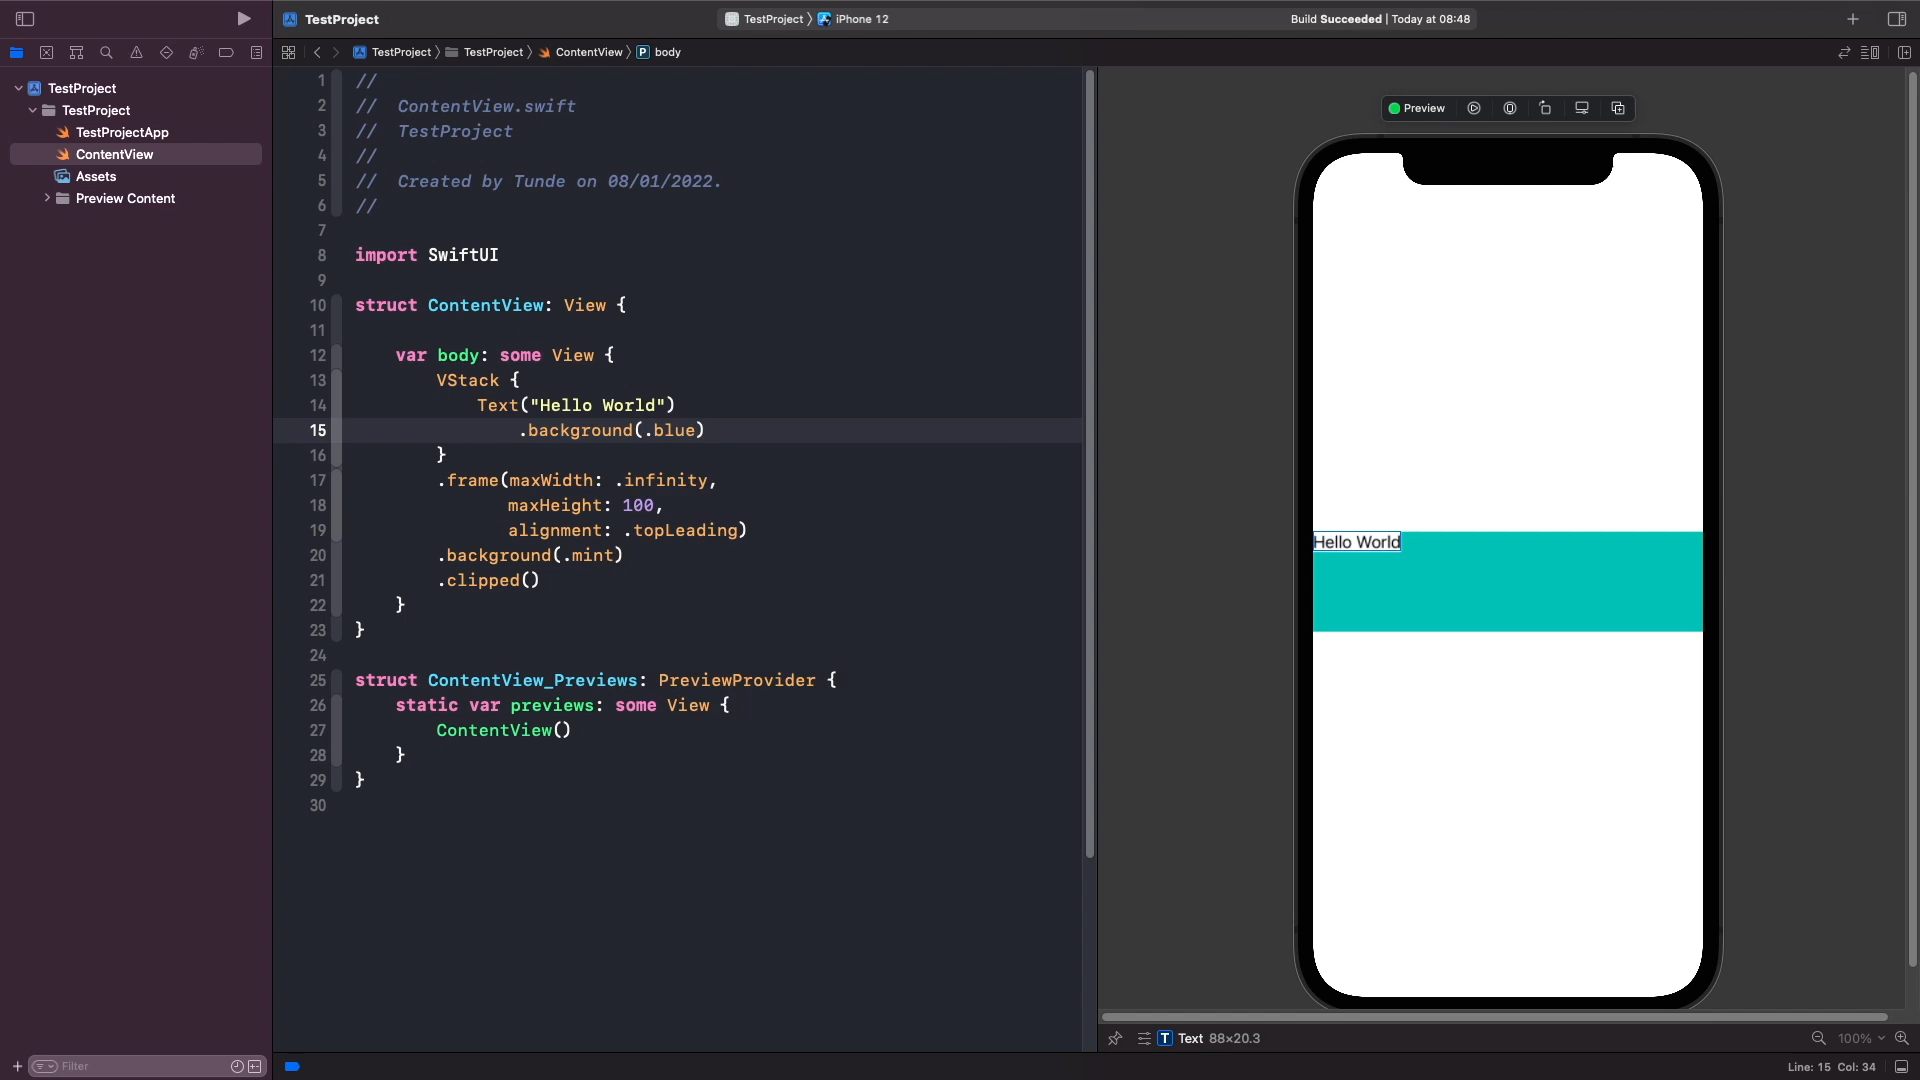 TestProject
TestProject
iPhone 12
Build Succeeded | Today at 08:48
TestProject
TestProject
ContentView
P
body
TestProject
TestProject
TestProjectApp
ContentView
Assets
Preview Content
1 //
2 //  ContentView.swift
3 //  TestProject
4 //
5 //  Created by Tunde on 08/01/2022.
6 //
7
8 import SwiftUI
9
10 struct ContentView: View {
11
12     var body: some View {
13         VStack {
14             Text("Hello World")
15                 .background(.blue)
16         }
17         .frame(maxWidth: .infinity,
18                maxHeight: 100,
19                alignment: .topLeading)
20         .background(.mint)
21         .clipped()
22     }
23 }
24
25 struct ContentView_Previews: PreviewProvider {
26     static var previews: some View {
27         ContentView()
28     }
29 }
30
Preview
Hello World
T Text 88×20.3
100%
Filter
Line: 15 Col: 34